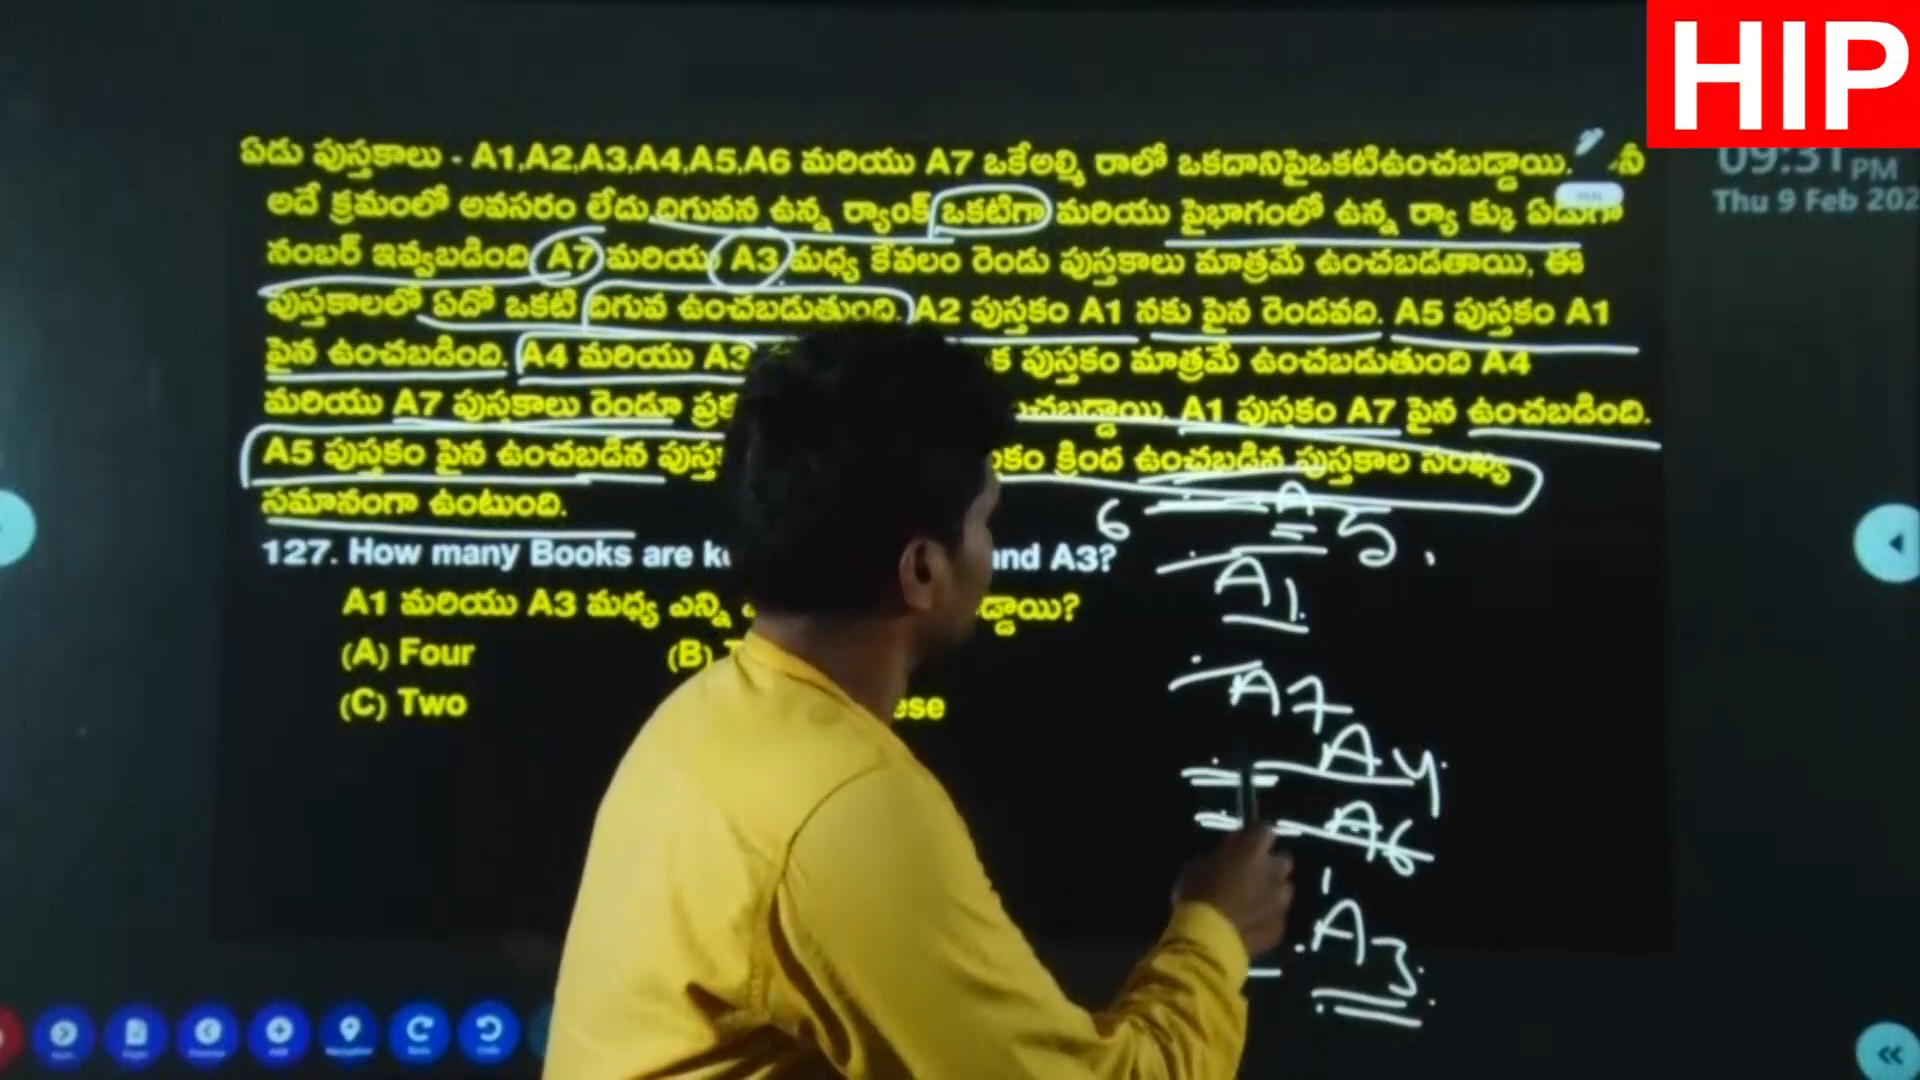 HIP
09:31 PM
Thu 9 Feb 202
ఏడు పుస్తకాలు - A1,A2,A3,A4,A5,A6 మరియు A7 ఒకేఅల్మి రాలో ఒకదానిపైఒకటిఉంచబడ్డాయి.
అదే క్రమంలో అవసరం లేదు,దిగువన ఉన్న ర్యాంక్ ఒకటిగా మరియు పైభాగంలో ఉన్న ర్యా క్కు ఏడుగా
నంబర్ ఇవ్వబడింది A7 మరియు A3 మధ్య కేవలం రెండు పుస్తకాలు మాత్రమే ఉంచబడతాయి, ఈ
పుస్తకాలలో ఏదో ఒకటి దిగువ ఉంచబడుతుంది. A2 పుస్తకం A1 నకు పైన రెండవది. A5 పుస్తకం A1
పైన ఉంచబడింది. A4 మరియు A3 క పుస్తకం మాత్రమే ఉంచబడుతుంది A4
మరియు A7 పుస్తకాలు రెండూ ప్రక ంచబడ్డాయి. A1 పుస్తకం A7 పైన ఉంచబడింది.
A5 పుస్తకం పైన ఉంచబడిన పుస్త కం క్రింద ఉంచబడిన పుస్తకాల సంఖ్య
సమానంగా ఉంటుంది.
127. How many Books are k and A3?
A1 మరియు A3 మధ్య ఎన్ని డ్డాయి?
(A) Four (B)
(C) Two ese
6 A5
A1
A7
A4
A6
A3